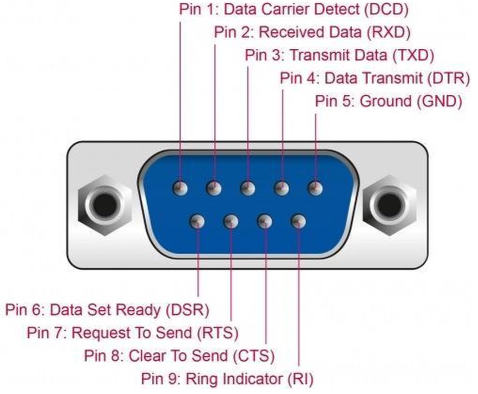 Pin 1: Data Carrier Detect (DCD)
Pin 2: Received Data (RXD)
Pin 3: Transmit Data (TXD)
Pin 4: Data Transmit (DTR)
Pin 5: Ground (GND)
Pin 6: Data Set Ready (DSR)
Pin 7: Request To Send (RTS)
Pin 8: Clear To Send (CTS)
Pin 9: Ring Indicator (RI)